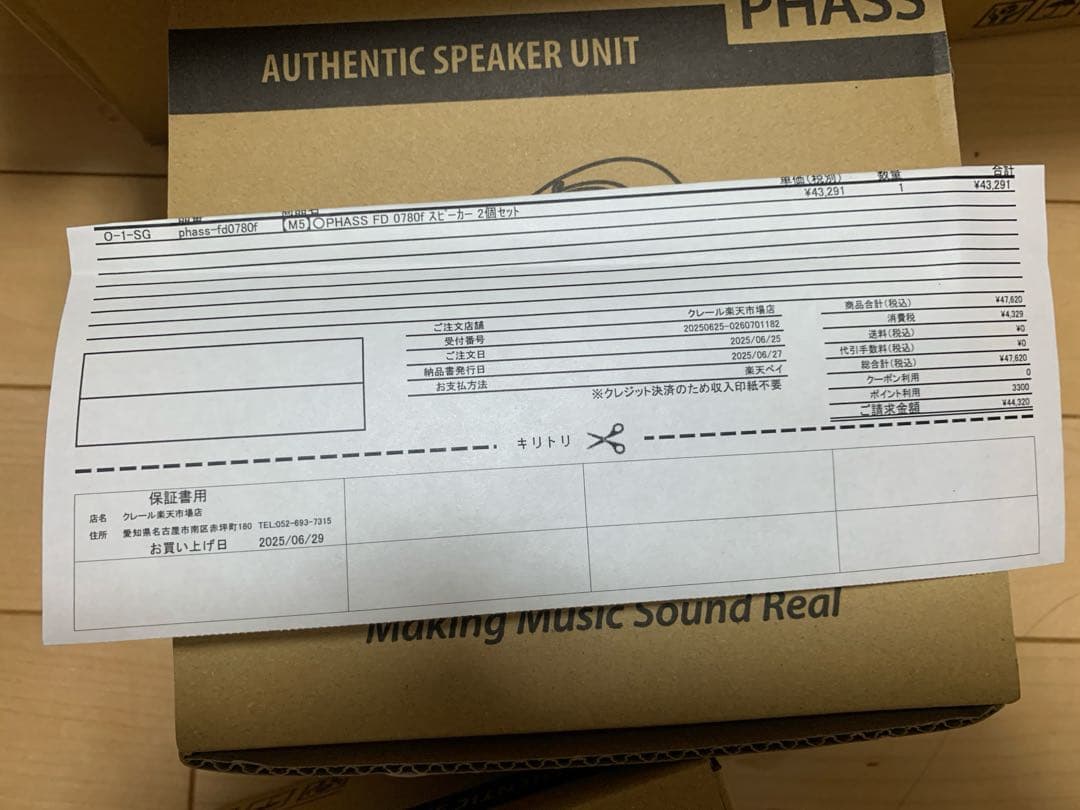 PHASS
AUTHENTIC SPEAKER UNIT
単価(税別) 数量 合計
O-1-SG phass-fd0780f 【M5】〇PHASS FD 0780f スピーカー 2個セット ¥43,291 1 ¥43,291
ご注文店舗 クレール楽天市場店
受付番号 20250625-0260701182
ご注文日 2025/06/25
納品書発行日 2025/06/27
お支払方法 楽天ペイ
※クレジット決済のため収入印紙不要
商品合計(税込) ¥47,620
消費税 ¥4,329
送料(税込) ¥0
代引手数料(税込) ¥0
総合計(税込) ¥47,620
クーポン利用 0
ポイント利用 3300
ご請求金額 ¥44,320
キリトリ
保証書用
店名 クレール楽天市場店
住所 愛知県名古屋市南区赤坪町180 TEL:052-693-7315
お買い上げ日 2025/06/29
Making Music Sound Real